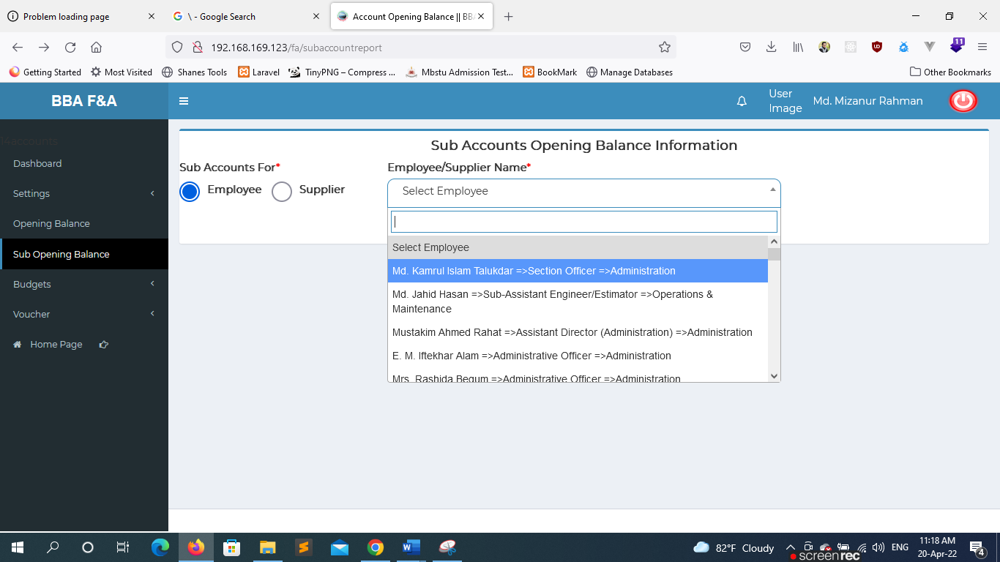 Problem loading page
\ - Google Search
Account Opening Balance || BB
192.168.169.123/fa/subaccountreport
11
Getting Started
Most Visited
Shanes Tools
Laravel
TinyPNG – Compress ...
Mbstu Admission Test...
BookMark
Manage Databases
Other Bookmarks
BBA F&A
User Image
Md. Mizanur Rahman
14accounts
Dashboard
Settings
Opening Balance
Sub Opening Balance
Budgets
Voucher
Home Page
Sub Accounts Opening Balance Information
Sub Accounts For*
Employee/Supplier Name*
Employee
Supplier
Select Employee
Select Employee
Md. Kamrul Islam Talukdar =>Section Officer =>Administration
Md. Jahid Hasan =>Sub-Assistant Engineer/Estimator =>Operations &
Maintenance
Mustakim Ahmed Rahat =>Assistant Director (Administration) =>Administration
E. M. Iftekhar Alam =>Administrative Officer =>Administration
Mrs. Rashida Begum =>Administrative Officer =>Administration
82°F Cloudy
ENG
11:18 AM
20-Apr-22
4
screenrec